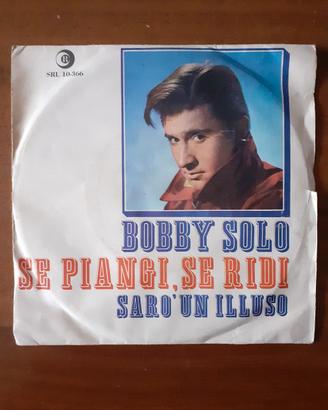 R
SRL 10-366
BOBBY SOLO
SE PIANGI, SE RIDI
SARO' UN ILLUSO